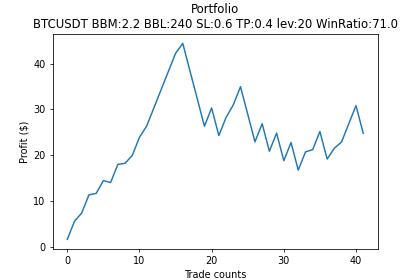 Portfolio
BTCUSDT BBM:2.2 BBL:240 SL:0.6 TP:0.4 lev:20 WinRatio:71.0
40
30
20
10
0
Profit ($)
0 10 20 30 40
Trade counts